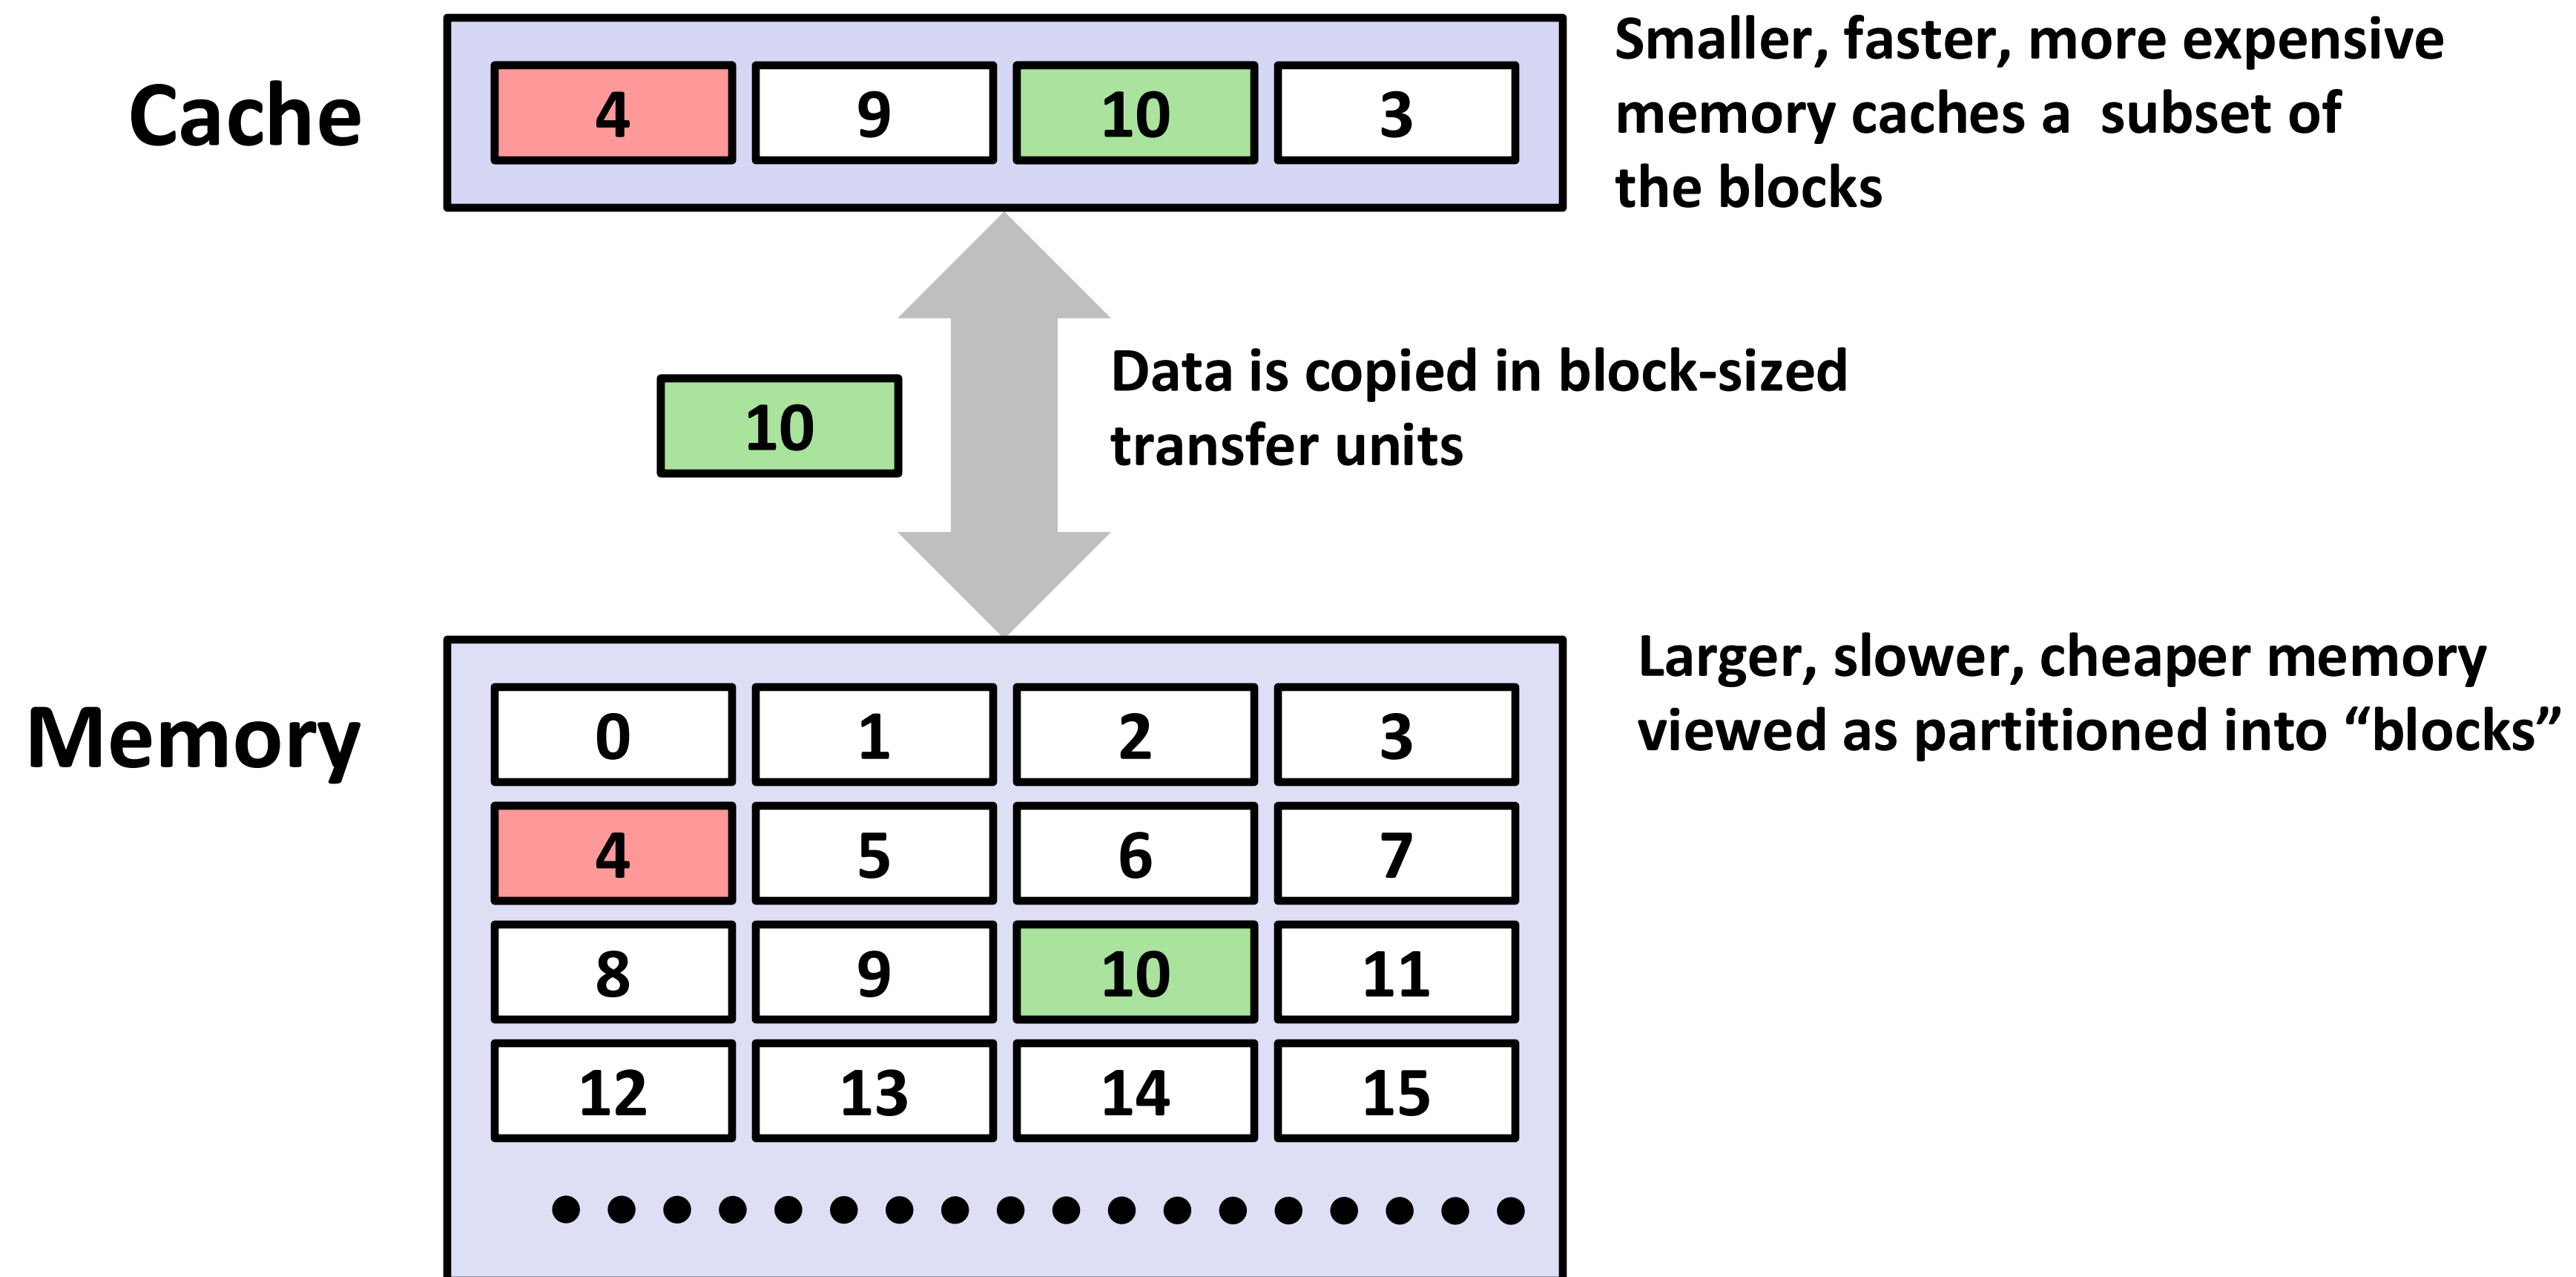 Cache
4 9 10 3
Smaller, faster, more expensive
memory caches a subset of
the blocks
10
Data is copied in block-sized
transfer units
Memory
0 1 2 3
4 5 6 7
8 9 10 11
12 13 14 15
Larger, slower, cheaper memory
viewed as partitioned into “blocks”